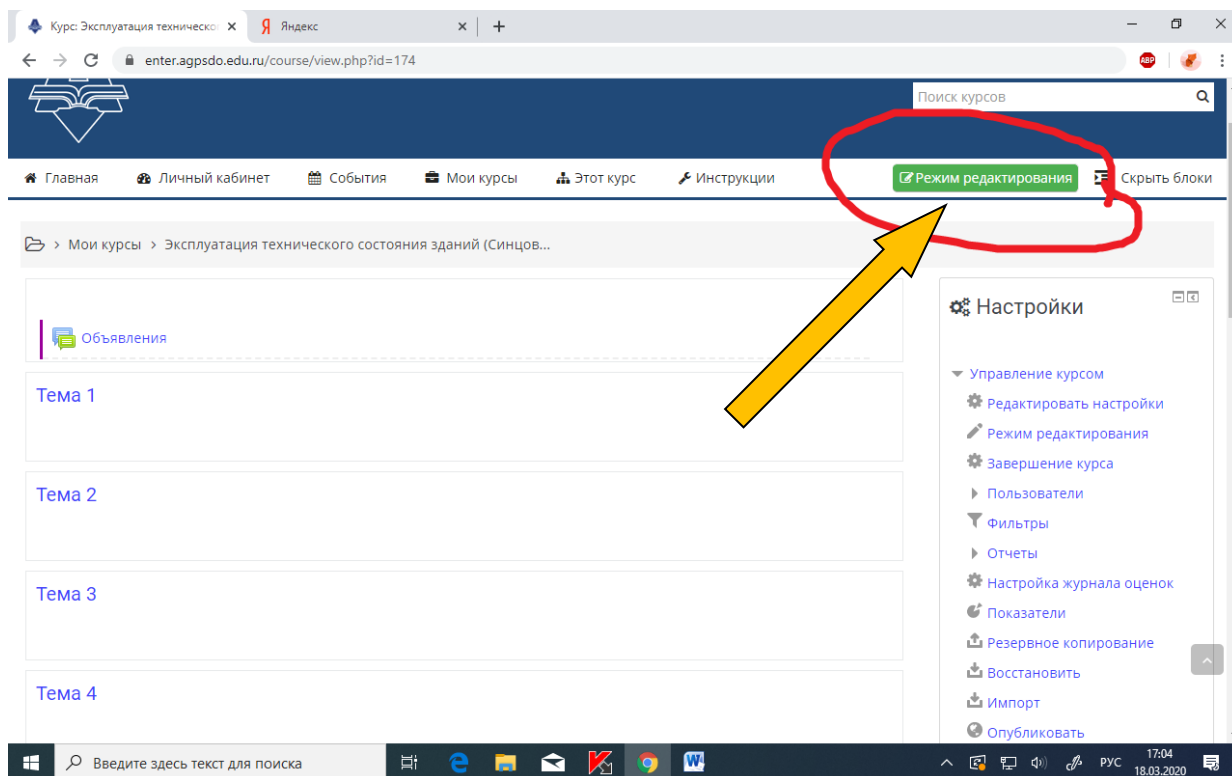 Курс: Эксплуатация техническо
Яндекс
enter.agpsdo.edu.ru/course/view.php?id=174
ABP
Поиск курсов
Главная Личный кабинет События Мои курсы Этот курс Инструкции Режим редактирования Скрыть блоки
> Мои курсы > Эксплуатация технического состояния зданий (Синцов...
Объявления
Тема 1
Тема 2
Тема 3
Тема 4
Настройки
Управление курсом
Редактировать настройки
Режим редактирования
Завершение курса
Пользователи
Фильтры
Отчеты
Настройка журнала оценок
Показатели
Резервное копирование
Восстановить
Импорт
Опубликовать
Введите здесь текст для поиска
РУС
17:04
18.03.2020